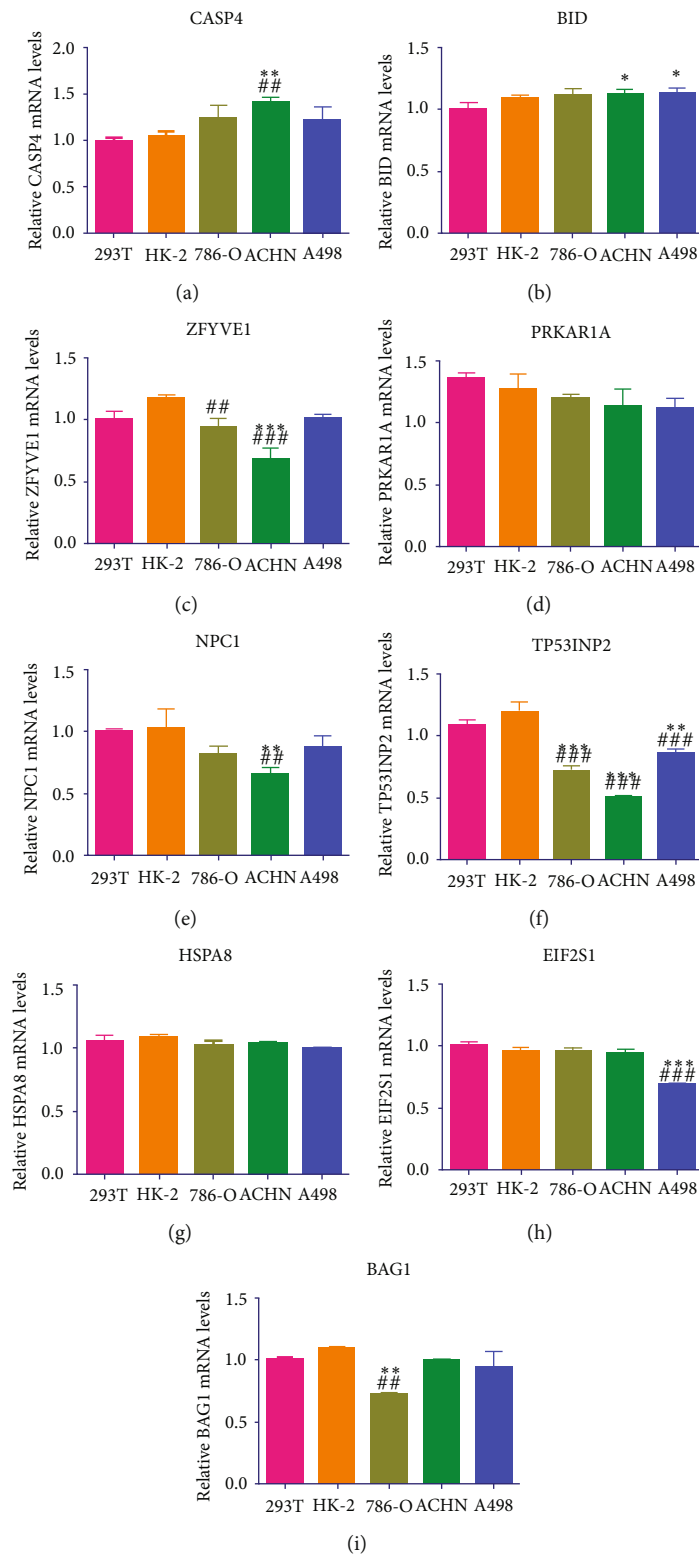 CASP4
Relative CASP4 mRNA levels
2.0
1.5
1.0
0.5
0.0
**
##
293T HK-2 786-O ACHN A498
(a)
BID
Relative BID mRNA levels
1.5
1.0
0.5
0.0
* *
293T HK-2 786-O ACHN A498
(b)
ZFYVE1
Relative ZFYVE1 mRNA levels
1.5
1.0
0.5
0.0
##
***
###
293T HK-2 786-O ACHN A498
(c)
PRKAR1A
Relative PRKAR1A mRNA levels
1.5
1.0
0.5
0.0
293T HK-2 786-O ACHN A498
(d)
NPC1
Relative NPC1 mRNA levels
1.5
1.0
0.5
0.0
**
##
293T HK-2 786-O ACHN A498
(e)
TP53INP2
Relative TP53INP2 mRNA levels
1.5
1.0
0.5
0.0
***
###
***
###
**
###
293T HK-2 786-O ACHN A498
(f)
HSPA8
Relative HSPA8 mRNA levels
1.5
1.0
0.5
0.0
293T HK-2 786-O ACHN A498
(g)
EIF2S1
Relative EIF2S1 mRNA levels
1.5
1.0
0.5
0.0
***
###
293T HK-2 786-O ACHN A498
(h)
BAG1
Relative BAG1 mRNA levels
1.5
1.0
0.5
0.0
**
##
293T HK-2 786-O ACHN A498
(i)